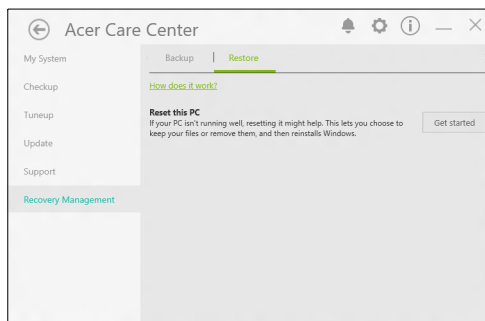 Acer Care Center
My System
Checkup
Tuneup
Update
Support
Recovery Management
Backup | Restore
How does it work?
Reset this PC
If your PC isn't running well, resetting it might help. This lets you choose to
keep your files or remove them, and then reinstalls Windows.
Get started